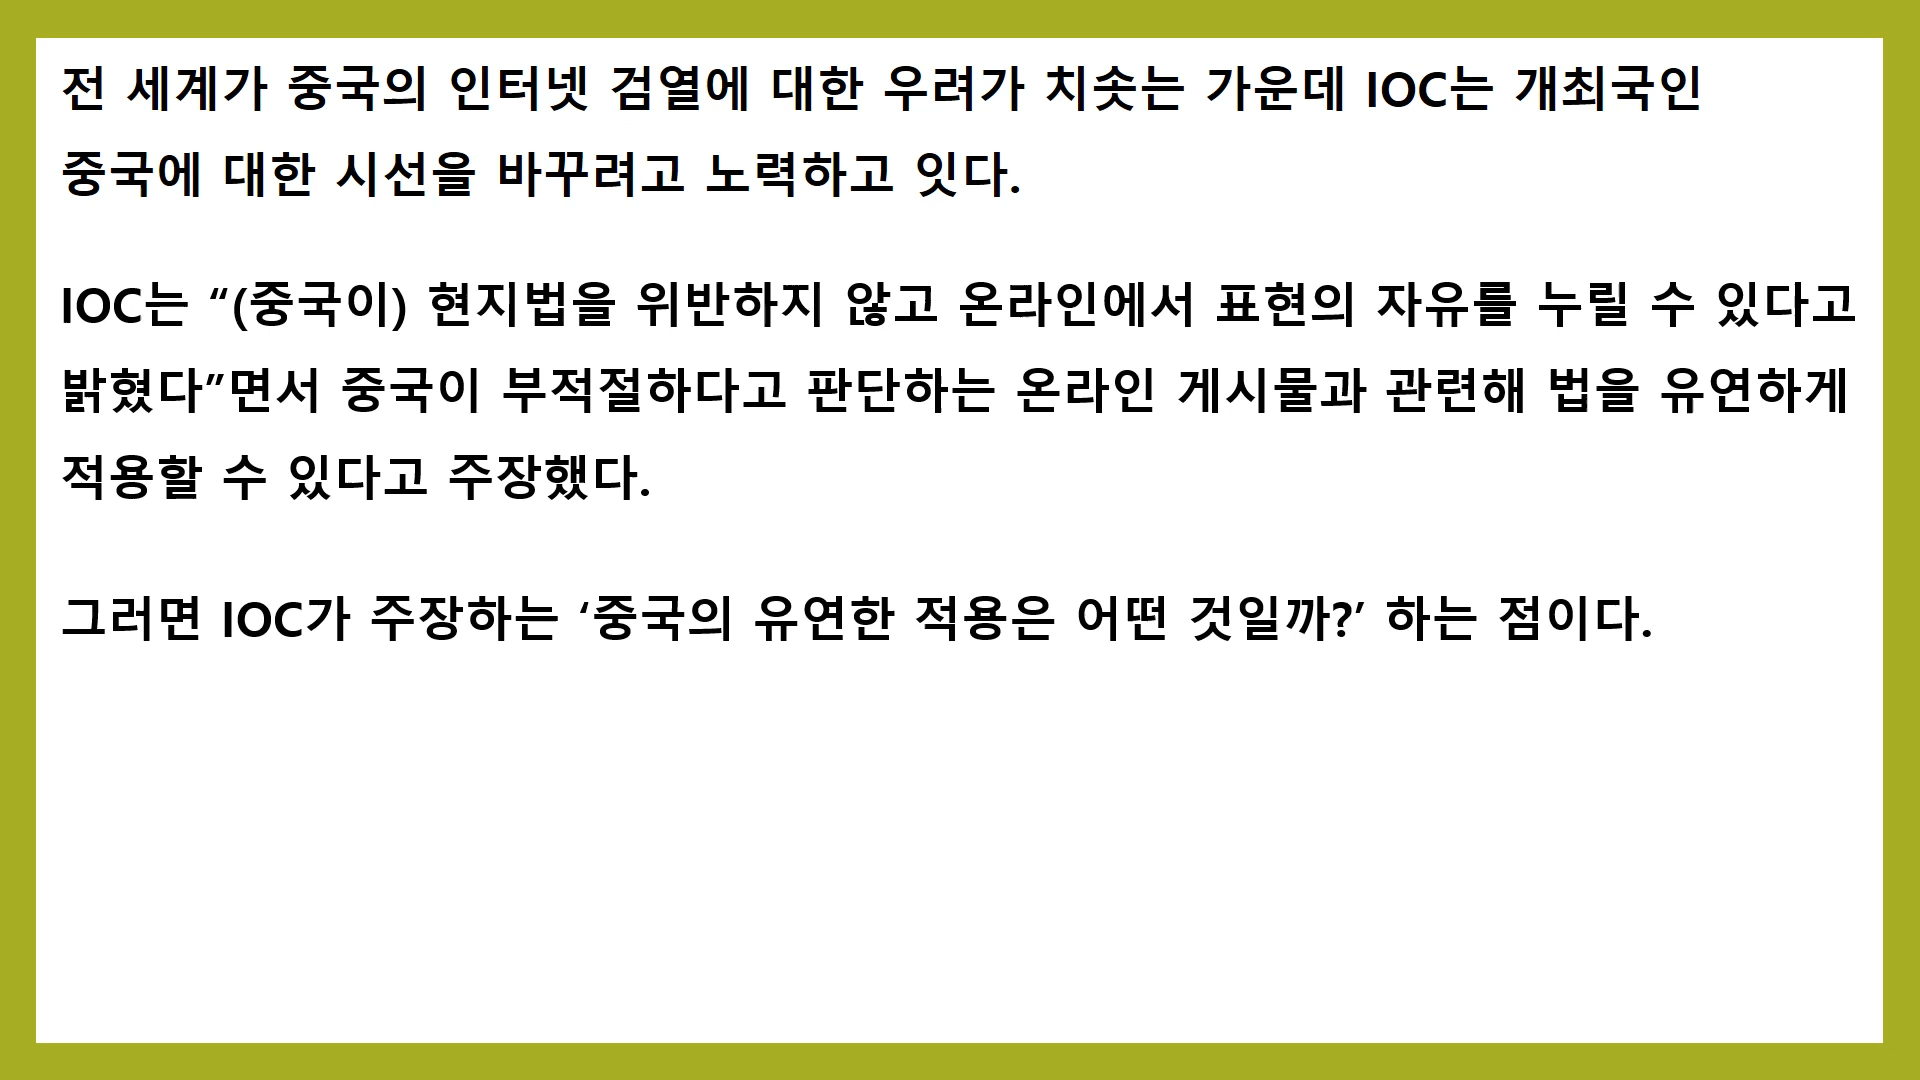 전 세계가 중국의 인터넷 검열에 대한 우려가 치솟는 가운데 IOC는 개최국인
중국에 대한 시선을 바꾸려고 노력하고 잇다.
IOC는 “(중국이) 현지법을 위반하지 않고 온라인에서 표현의 자유를 누릴 수 있다고
밝혔다”면서 중국이 부적절하다고 판단하는 온라인 게시물과 관련해 법을 유연하게
적용할 수 있다고 주장했다.
그러면 IOC가 주장하는 ‘중국의 유연한 적용은 어떤 것일까?’ 하는 점이다.